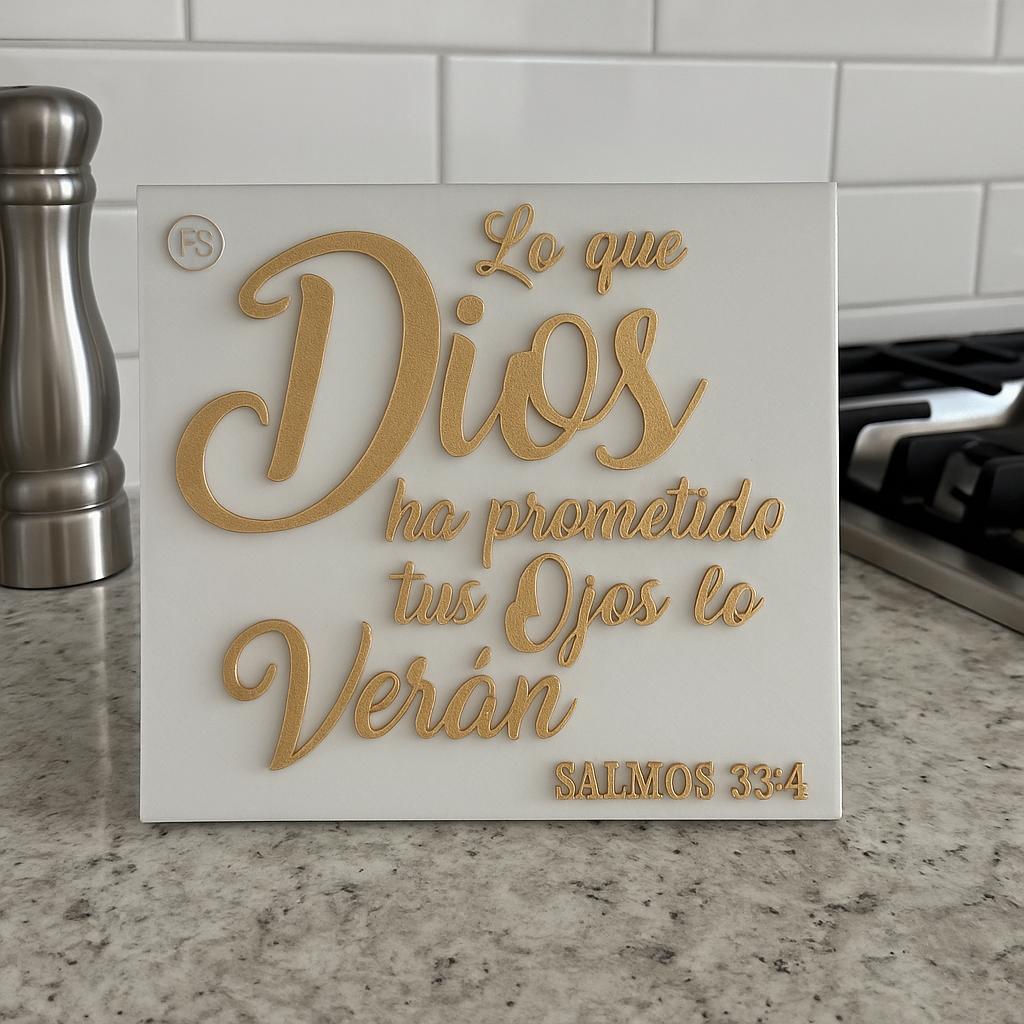 FS
Lo que
Dios
ha prometido
tus Ojos lo
Verán
SALMOS 33:4